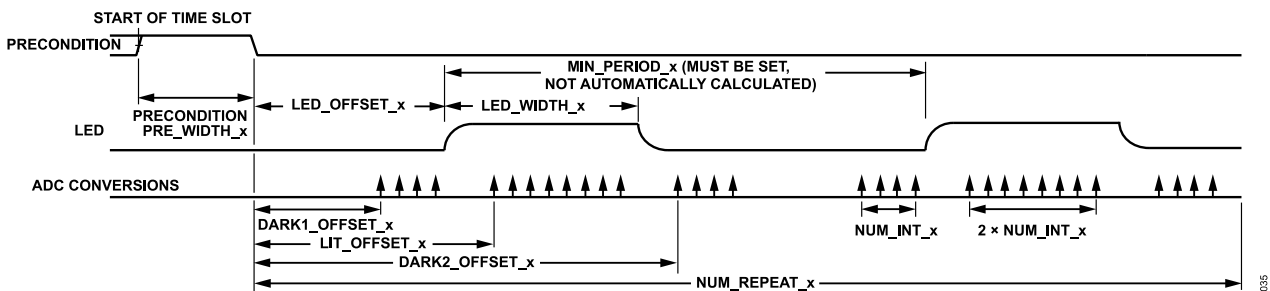 START OF TIME SLOT
PRECONDITION
MIN_PERIOD_x (MUST BE SET,
NOT AUTOMATICALLY CALCULATED)
LED_OFFSET_x
LED_WIDTH_x
PRECONDITION
PRE_WIDTH_x
LED
ADC CONVERSIONS
DARK1_OFFSET_x
LIT_OFFSET_x
DARK2_OFFSET_x
NUM_INT_x
2 × NUM_INT_x
NUM_REPEAT_x
035